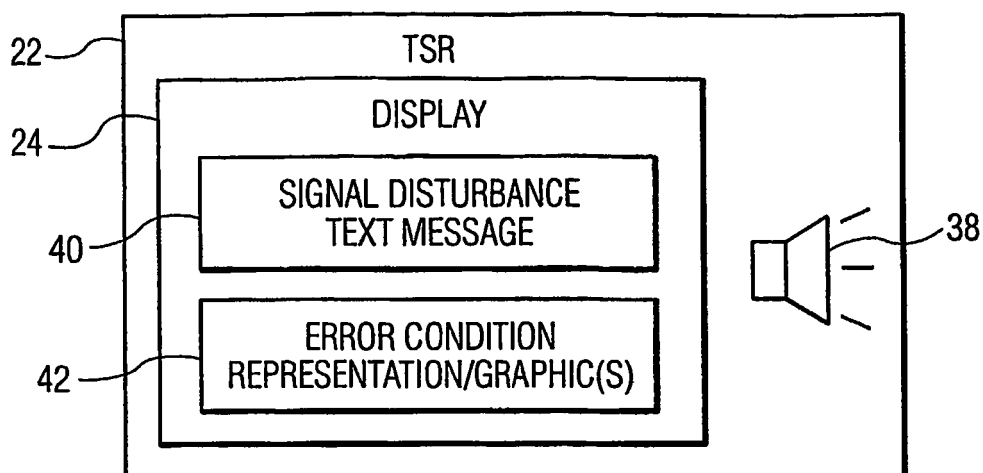 22
TSR
24
DISPLAY
SIGNAL DISTURBANCE
TEXT MESSAGE
40
38
ERROR CONDITION
REPRESENTATION/GRAPHIC(S)
42